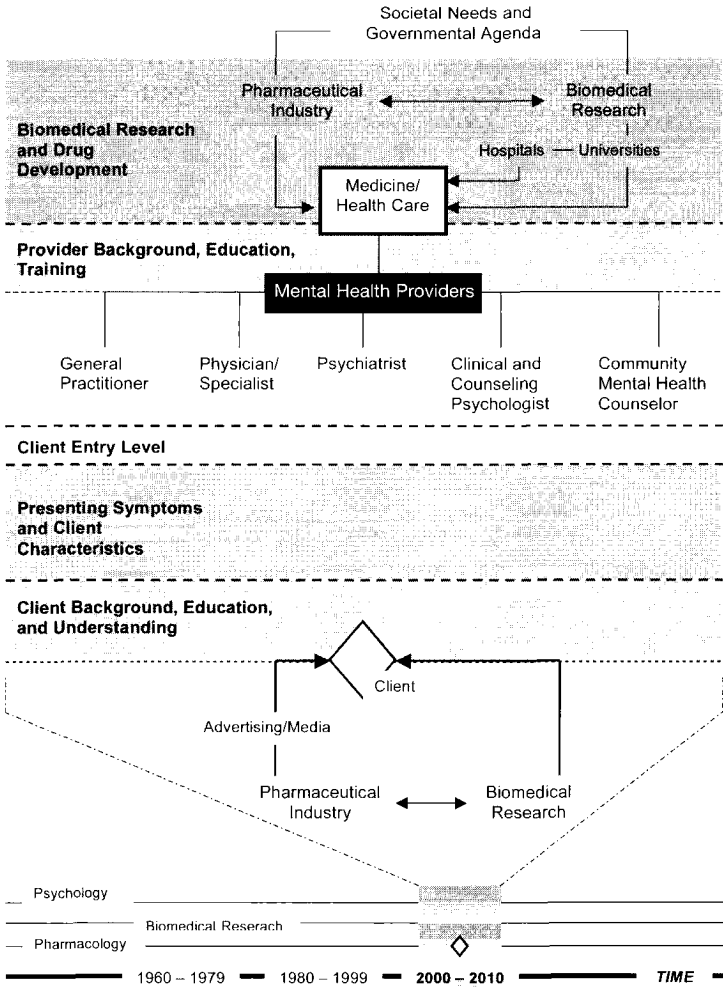 Societal Needs and
Governmental Agenda
Pharmaceutical
Industry
Biomedical
Research
Biomedical Research
and Drug
Development
Hospitals
Universities
Medicine/
Health Care
Provider Background, Education,
Training
Mental Health Providers
General
Practitioner
Physician/
Specialist
Psychiatrist
Clinical and
Counseling
Psychologist
Community
Mental Health
Counselor
Client Entry Level
Presenting Symptoms
and Client
Characteristics
Client Background, Education,
and Understanding
Client
Advertising/Media
Pharmaceutical
Industry
Biomedical
Research
Psychology
Biomedical Reserach
Pharmacology
1960 – 1979
1980 – 1999
2000 – 2010
TIME